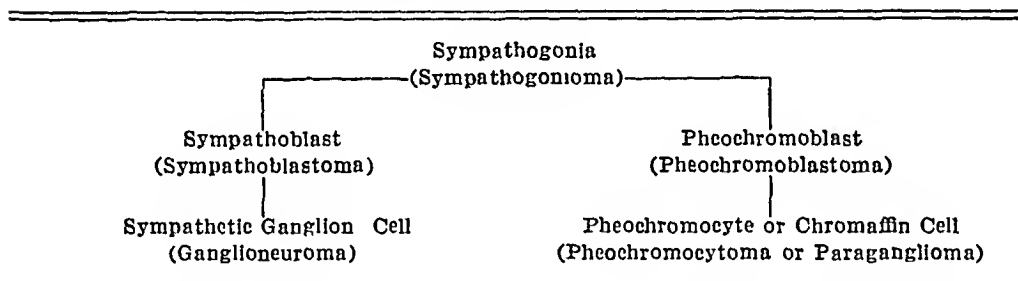 Sympathogonia
(Sympathogonioma)
Sympathoblast
(Sympathoblastoma)
Pheochromoblast
(Pheochromoblastoma)
Sympathetic Ganglion Cell
(Ganglioneuroma)
Pheochromocyte or Chromaffin Cell
(Pheochromocytoma or Paraganglioma)